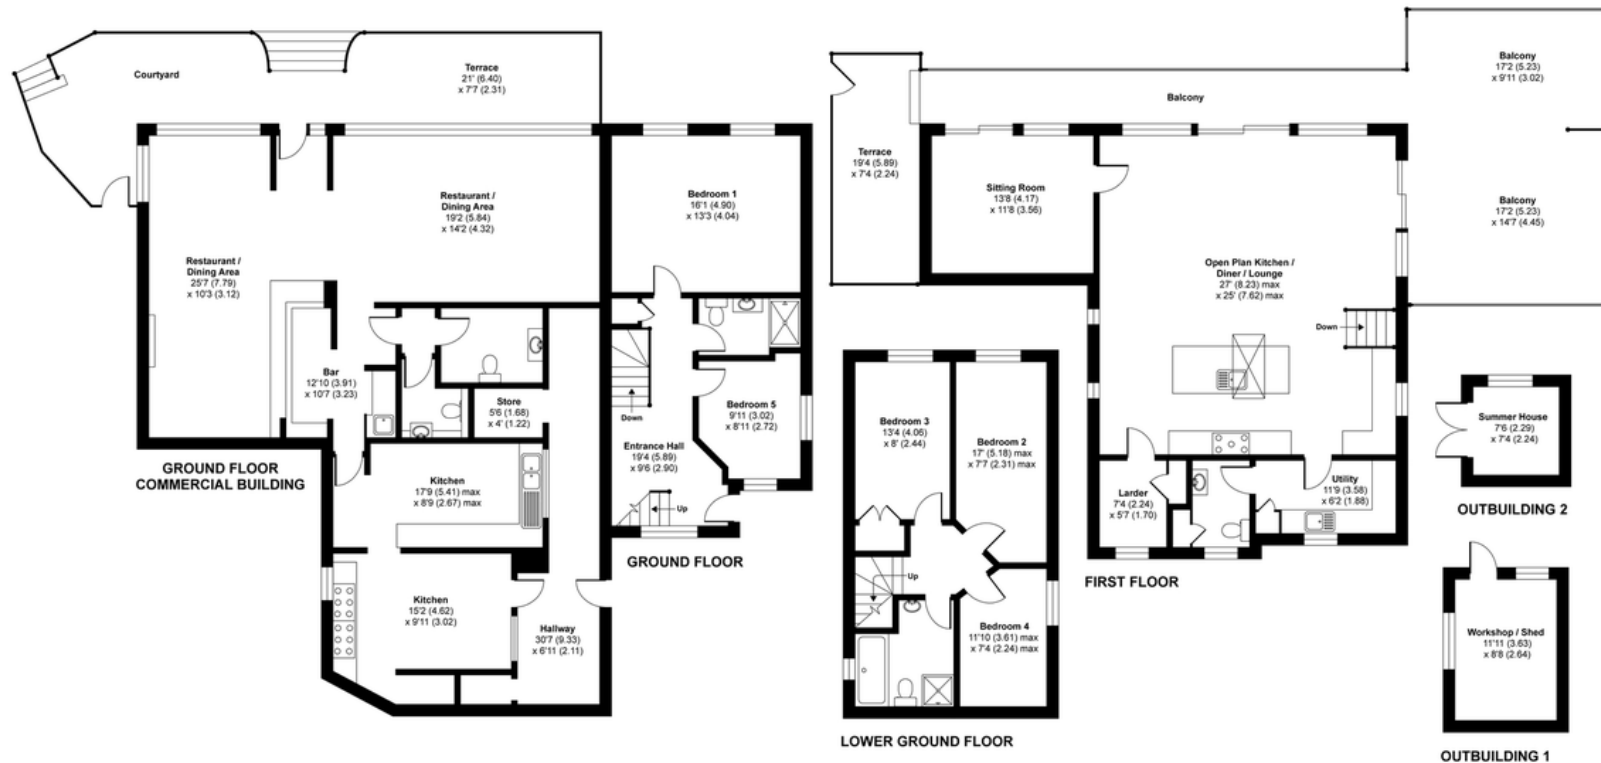 Courtyard
Terrace
21' (6.40)
x 7'7 (2.31)
Restaurant /
Dining Area
19'2 (5.84)
x 14'2 (4.32)
Restaurant /
Dining Area
25'7 (7.79)
x 10'3 (3.12)
Bar
12'10 (3.91)
x 10'7 (3.23)
Store
5'6 (1.68)
x 4' (1.22)
Kitchen
17'9 (5.41) max
x 8'9 (2.67) max
Kitchen
15'2 (4.62)
x 9'11 (3.02)
Hallway
30'7 (9.33)
x 6'11 (2.11)
GROUND FLOOR
COMMERCIAL BUILDING
Bedroom 1
16'1 (4.90)
x 13'3 (4.04)
Down
Bedroom 5
9'11 (3.02)
x 8'11 (2.72)
Entrance Hall
19'4 (5.89)
x 9'6 (2.90)
Up
GROUND FLOOR
Bedroom 3
13'4 (4.06)
x 8' (2.44)
Bedroom 2
17' (5.18) max
x 7'7 (2.31) max
Up
Bedroom 4
11'10 (3.61) max
x 7'4 (2.24) max
LOWER GROUND FLOOR
Terrace
19'4 (5.89)
x 7'4 (2.24)
Balcony
Balcony
17'2 (5.23)
x 9'11 (3.02)
Balcony
17'2 (5.23)
x 14'7 (4.45)
Sitting Room
13'8 (4.17)
x 11'8 (3.56)
Open Plan Kitchen /
Diner / Lounge
27' (8.23) max
x 25' (7.62) max
Down
Larder
7'4 (2.24)
x 5'7 (1.70)
Utility
11'9 (3.58)
x 6'2 (1.88)
FIRST FLOOR
Summer House
7'6 (2.29)
x 7'4 (2.24)
OUTBUILDING 2
Workshop / Shed
11'11 (3.63)
x 8'8 (2.64)
OUTBUILDING 1